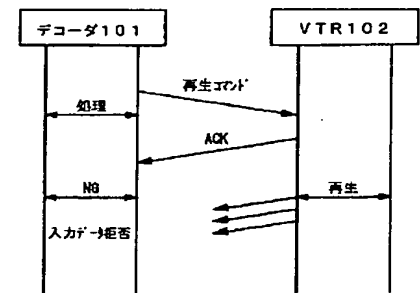 デコーダ101
VTR102
再生コマンド
処理
ACK
NG
再生
入力データ拒否